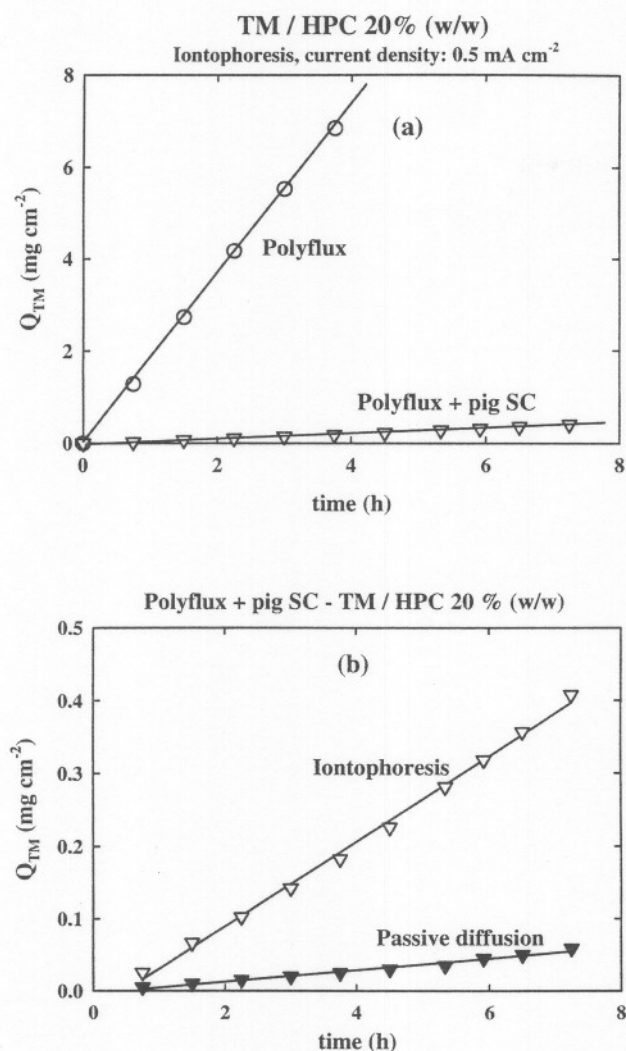 TM / HPC 20% (w/w)
Iontophoresis, current density: 0.5 mA cm⁻²
8
(a)
6
Polyflux
4
Q_TM (mg cm⁻²)
2
Polyflux + pig SC
0
0 2 4 6 8
time (h)
Polyflux + pig SC - TM / HPC 20 % (w/w)
0.5
(b)
0.4
Iontophoresis
0.3
Q_TM (mg cm⁻²)
0.2
0.1
Passive diffusion
0.0
0 2 4 6 8
time (h)